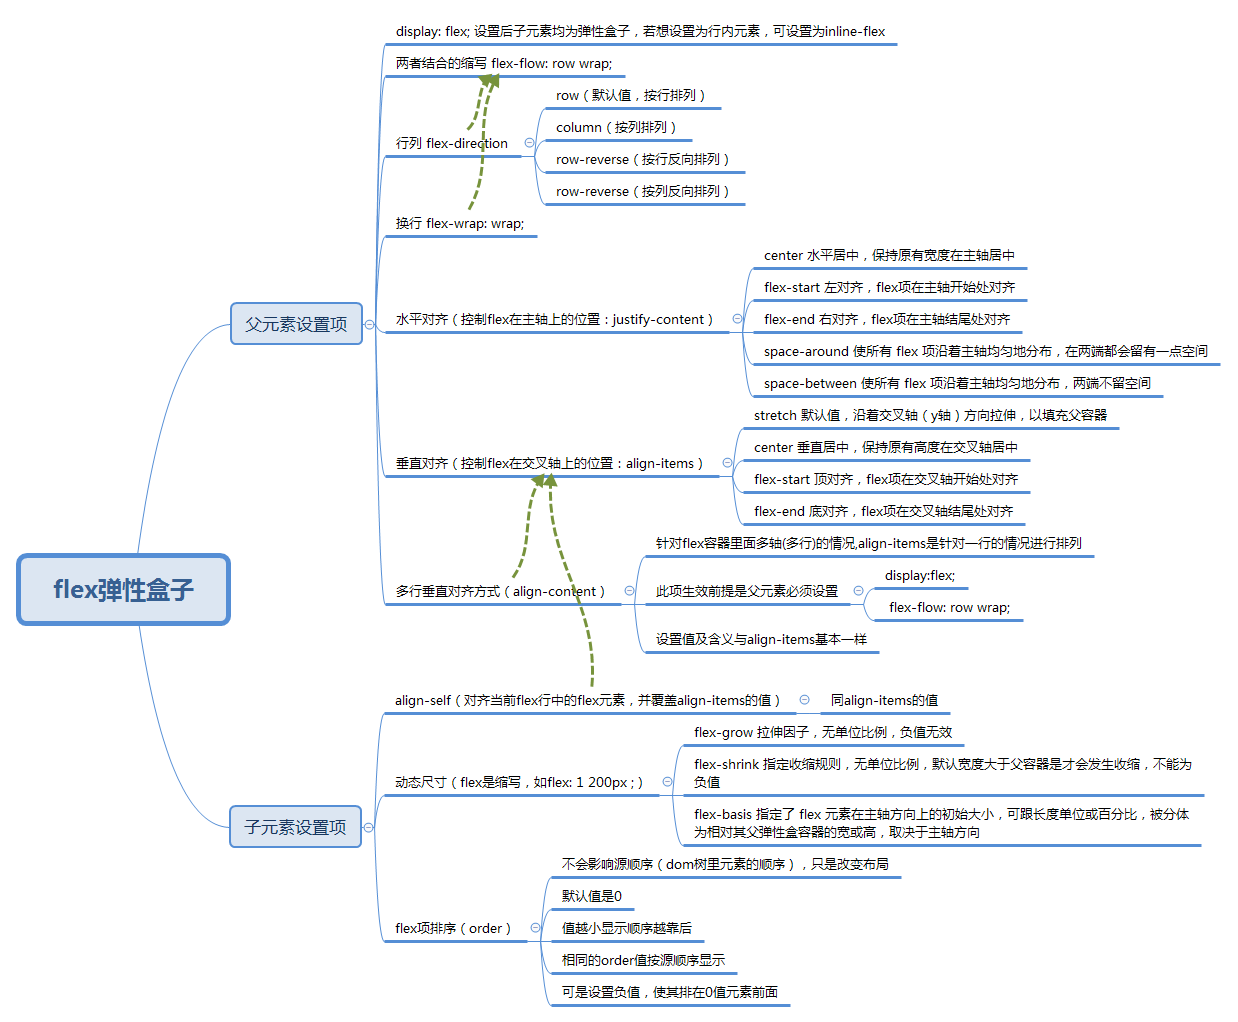 flex弹性盒子
父元素设置项
display: flex; 设置后子元素均为弹性盒子，若想设置为行内元素，可设置为inline-flex
两者结合的缩写 flex-flow: row wrap;
行列 flex-direction
row（默认值，按行排列）
column（按列排列）
row-reverse（按行反向排列）
row-reverse（按列反向排列）
换行 flex-wrap: wrap;
水平对齐（控制flex在主轴上的位置：justify-content）
center 水平居中，保持原有宽度在主轴居中
flex-start 左对齐，flex项在主轴开始处对齐
flex-end 右对齐，flex项在主轴结尾处对齐
space-around 使所有 flex 项沿着主轴均匀地分布，在两端都会留有一点空间
space-between 使所有 flex 项沿着主轴均匀地分布，两端不留空间
垂直对齐（控制flex在交叉轴上的位置：align-items）
stretch 默认值，沿着交叉轴（y轴）方向拉伸，以填充父容器
center 垂直居中，保持原有高度在交叉轴居中
flex-start 顶对齐，flex项在交叉轴开始处对齐
flex-end 底对齐，flex项在交叉轴结尾处对齐
多行垂直对齐方式（align-content）
针对flex容器里面多轴(多行)的情况,align-items是针对一行的情况进行排列
此项生效前提是父元素必须设置
display:flex;
flex-flow: row wrap;
设置值及含义与align-items基本一样
子元素设置项
align-self（对齐当前flex行中的flex元素，并覆盖align-items的值）
同align-items的值
动态尺寸（flex是缩写，如flex: 1 200px ; ）
flex-grow 拉伸因子，无单位比例，负值无效
flex-shrink 指定收缩规则，无单位比例，默认宽度大于父容器是才会发生收缩，不能为
负值
flex-basis 指定了 flex 元素在主轴方向上的初始大小，可跟长度单位或百分比，被分体
为相对其父弹性盒容器的宽或高，取决于主轴方向
flex项排序（order）
不会影响源顺序（dom树里元素的顺序），只是改变布局
默认值是0
值越小显示顺序越靠后
相同的order值按源顺序显示
可是设置负值，使其排在0值元素前面